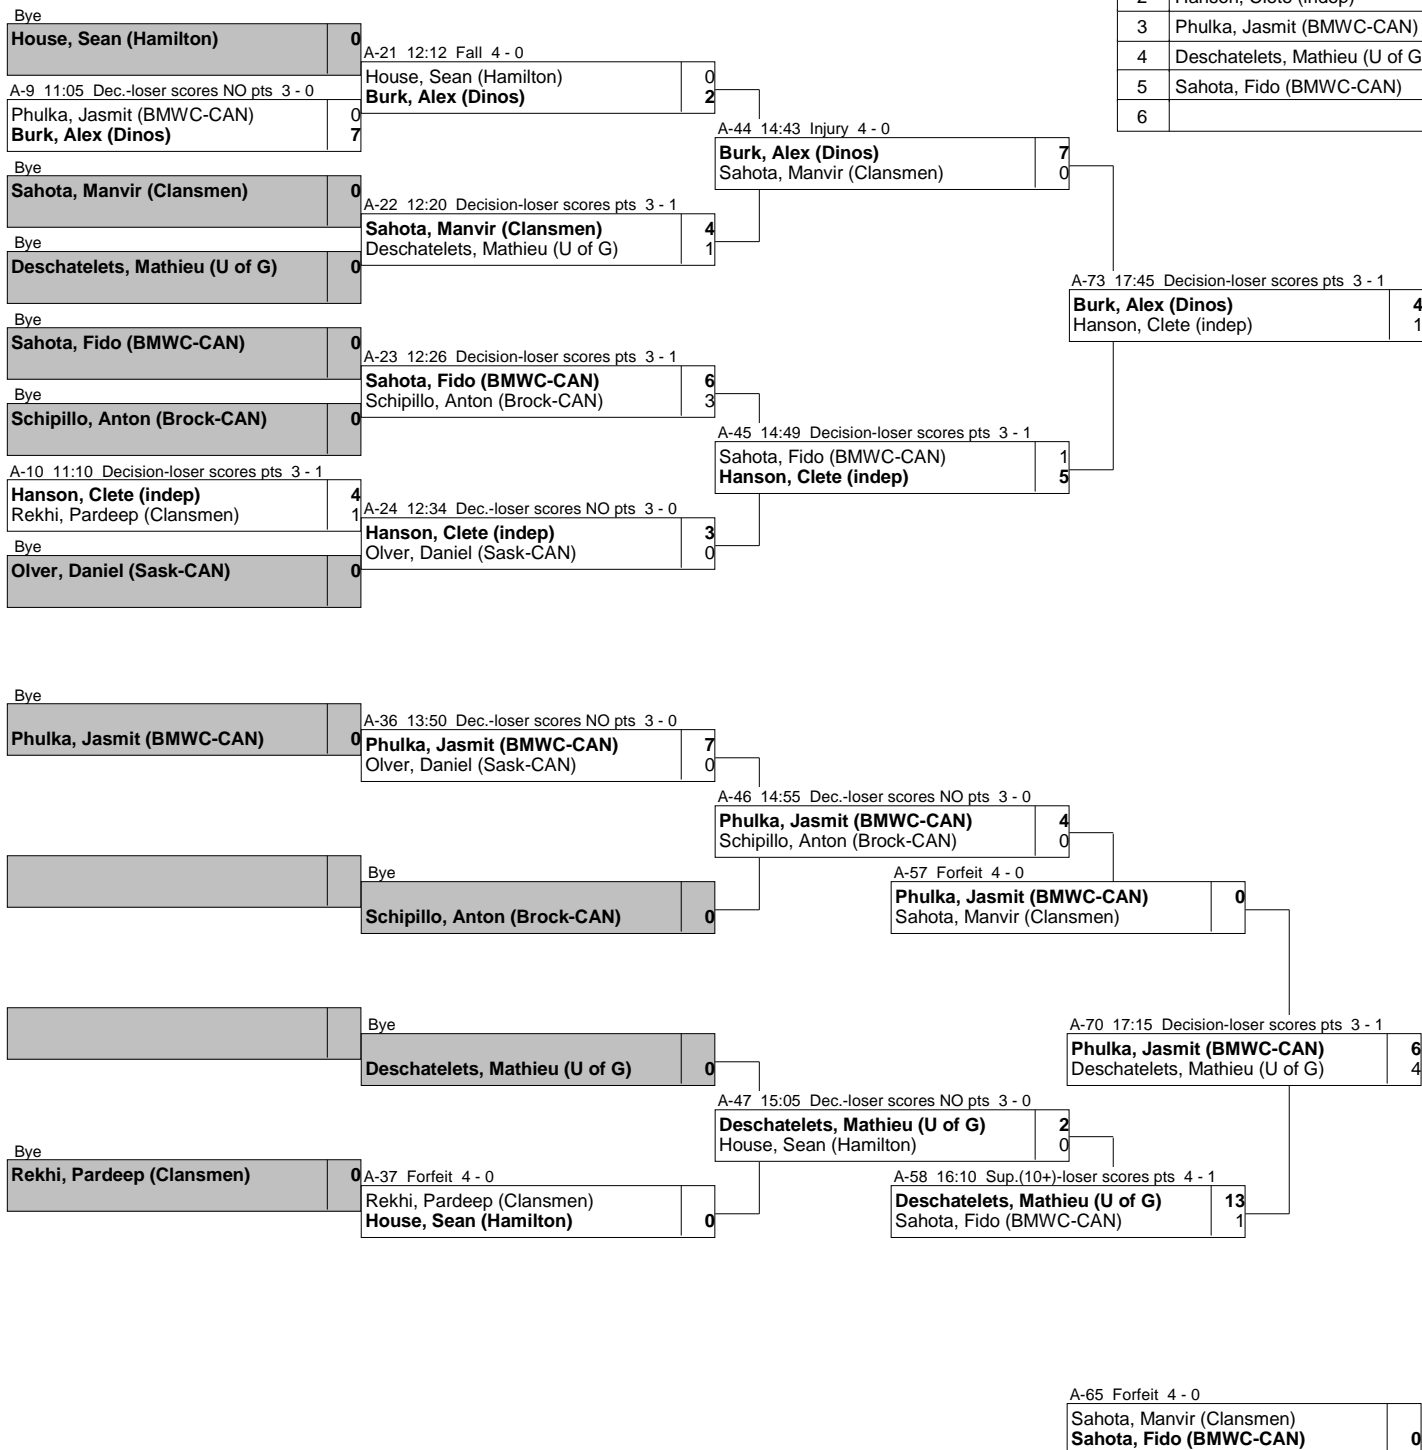 2 Hanson, Clete (indep)
3 Phulka, Jasmit (BMWC-CAN)
4 Deschatelets, Mathieu (U of G
5 Sahota, Fido (BMWC-CAN)
6
Bye
House, Sean (Hamilton) 0
A-9 11:05 Dec.-loser scores NO pts 3 - 0
Phulka, Jasmit (BMWC-CAN) 0
Burk, Alex (Dinos) 7
Bye
Sahota, Manvir (Clansmen) 0
Bye
Deschatelets, Mathieu (U of G) 0
Bye
Sahota, Fido (BMWC-CAN) 0
Bye
Schipillo, Anton (Brock-CAN) 0
A-10 11:10 Decision-loser scores pts 3 - 1
Hanson, Clete (indep) 4
Rekhi, Pardeep (Clansmen) 1
Bye
Olver, Daniel (Sask-CAN) 0
A-21 12:12 Fall 4 - 0
House, Sean (Hamilton) 0
Burk, Alex (Dinos) 2
A-22 12:20 Decision-loser scores pts 3 - 1
Sahota, Manvir (Clansmen) 4
Deschatelets, Mathieu (U of G) 1
A-23 12:26 Decision-loser scores pts 3 - 1
Sahota, Fido (BMWC-CAN) 6
Schipillo, Anton (Brock-CAN) 3
A-24 12:34 Dec.-loser scores NO pts 3 - 0
Hanson, Clete (indep) 3
Olver, Daniel (Sask-CAN) 0
A-44 14:43 Injury 4 - 0
Burk, Alex (Dinos) 7
Sahota, Manvir (Clansmen) 0
A-45 14:49 Decision-loser scores pts 3 - 1
Sahota, Fido (BMWC-CAN) 1
Hanson, Clete (indep) 5
A-73 17:45 Decision-loser scores pts 3 - 1
Burk, Alex (Dinos) 4
Hanson, Clete (indep) 1
Bye
Phulka, Jasmit (BMWC-CAN) 0
Bye
Rekhi, Pardeep (Clansmen) 0
A-36 13:50 Dec.-loser scores NO pts 3 - 0
Phulka, Jasmit (BMWC-CAN) 7
Olver, Daniel (Sask-CAN) 0
Bye
Schipillo, Anton (Brock-CAN) 0
Bye
Deschatelets, Mathieu (U of G) 0
A-37 Forfeit 4 - 0
Rekhi, Pardeep (Clansmen)
House, Sean (Hamilton) 0
A-46 14:55 Dec.-loser scores NO pts 3 - 0
Phulka, Jasmit (BMWC-CAN) 4
Schipillo, Anton (Brock-CAN) 0
A-47 15:05 Dec.-loser scores NO pts 3 - 0
Deschatelets, Mathieu (U of G) 2
House, Sean (Hamilton) 0
A-57 Forfeit 4 - 0
Phulka, Jasmit (BMWC-CAN) 0
Sahota, Manvir (Clansmen)
A-58 16:10 Sup.(10+)-loser scores pts 4 - 1
Deschatelets, Mathieu (U of G) 13
Sahota, Fido (BMWC-CAN) 1
A-70 17:15 Decision-loser scores pts 3 - 1
Phulka, Jasmit (BMWC-CAN) 6
Deschatelets, Mathieu (U of G) 4
A-65 Forfeit 4 - 0
Sahota, Manvir (Clansmen)
Sahota, Fido (BMWC-CAN) 0